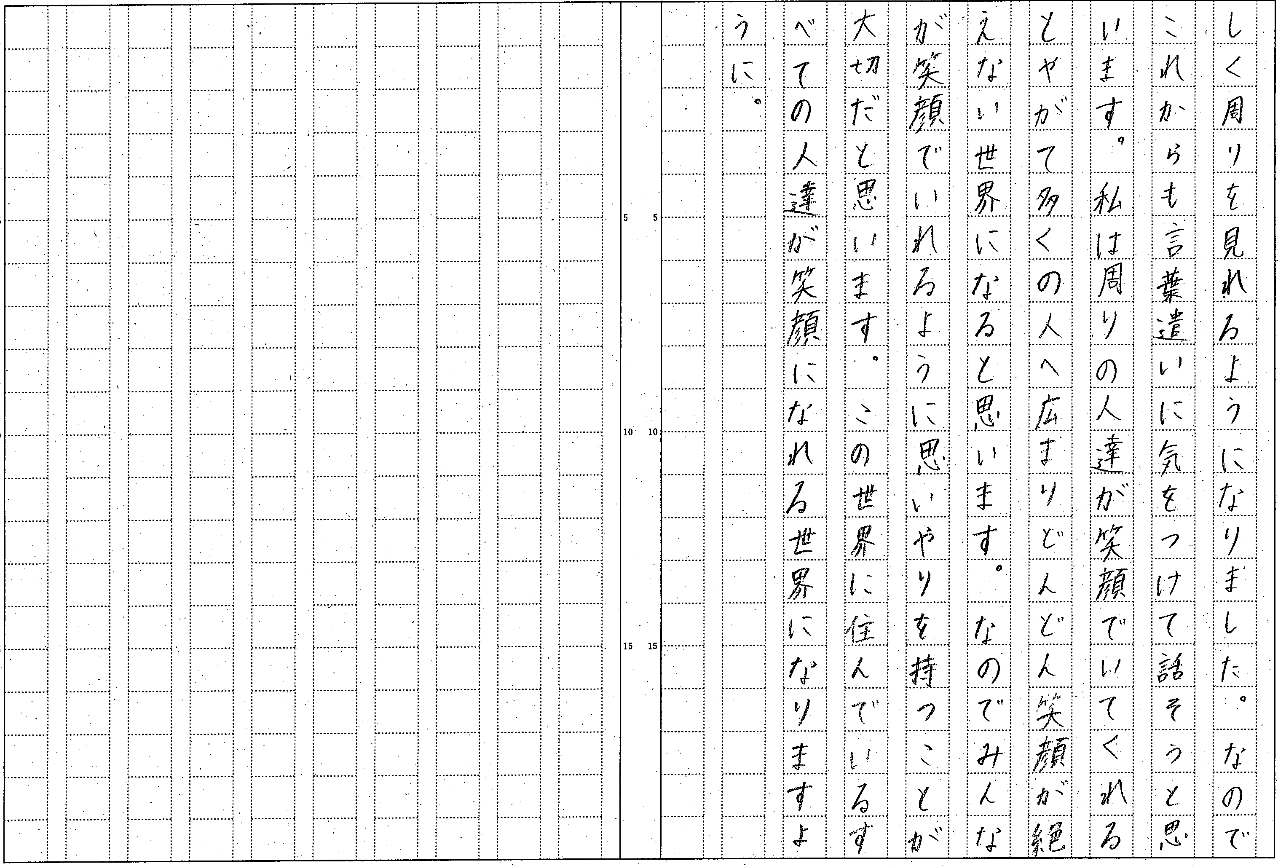 しく周りを見れるようになりました。なので
これからも言葉遣いに気をつけて話そうと思
います。私は周りの人達が笑顔でいてくれる
とやがて多くの人へ広まりどんどん笑顔が絶
えない世界になると思います。なのでみんな
が笑顔でいれるように思いやりを持つことが
大切だと思います。この世界に住んでいるす
べての人達が笑顔になれる世界になりますよ
うに。
5
10
15
5
10
15